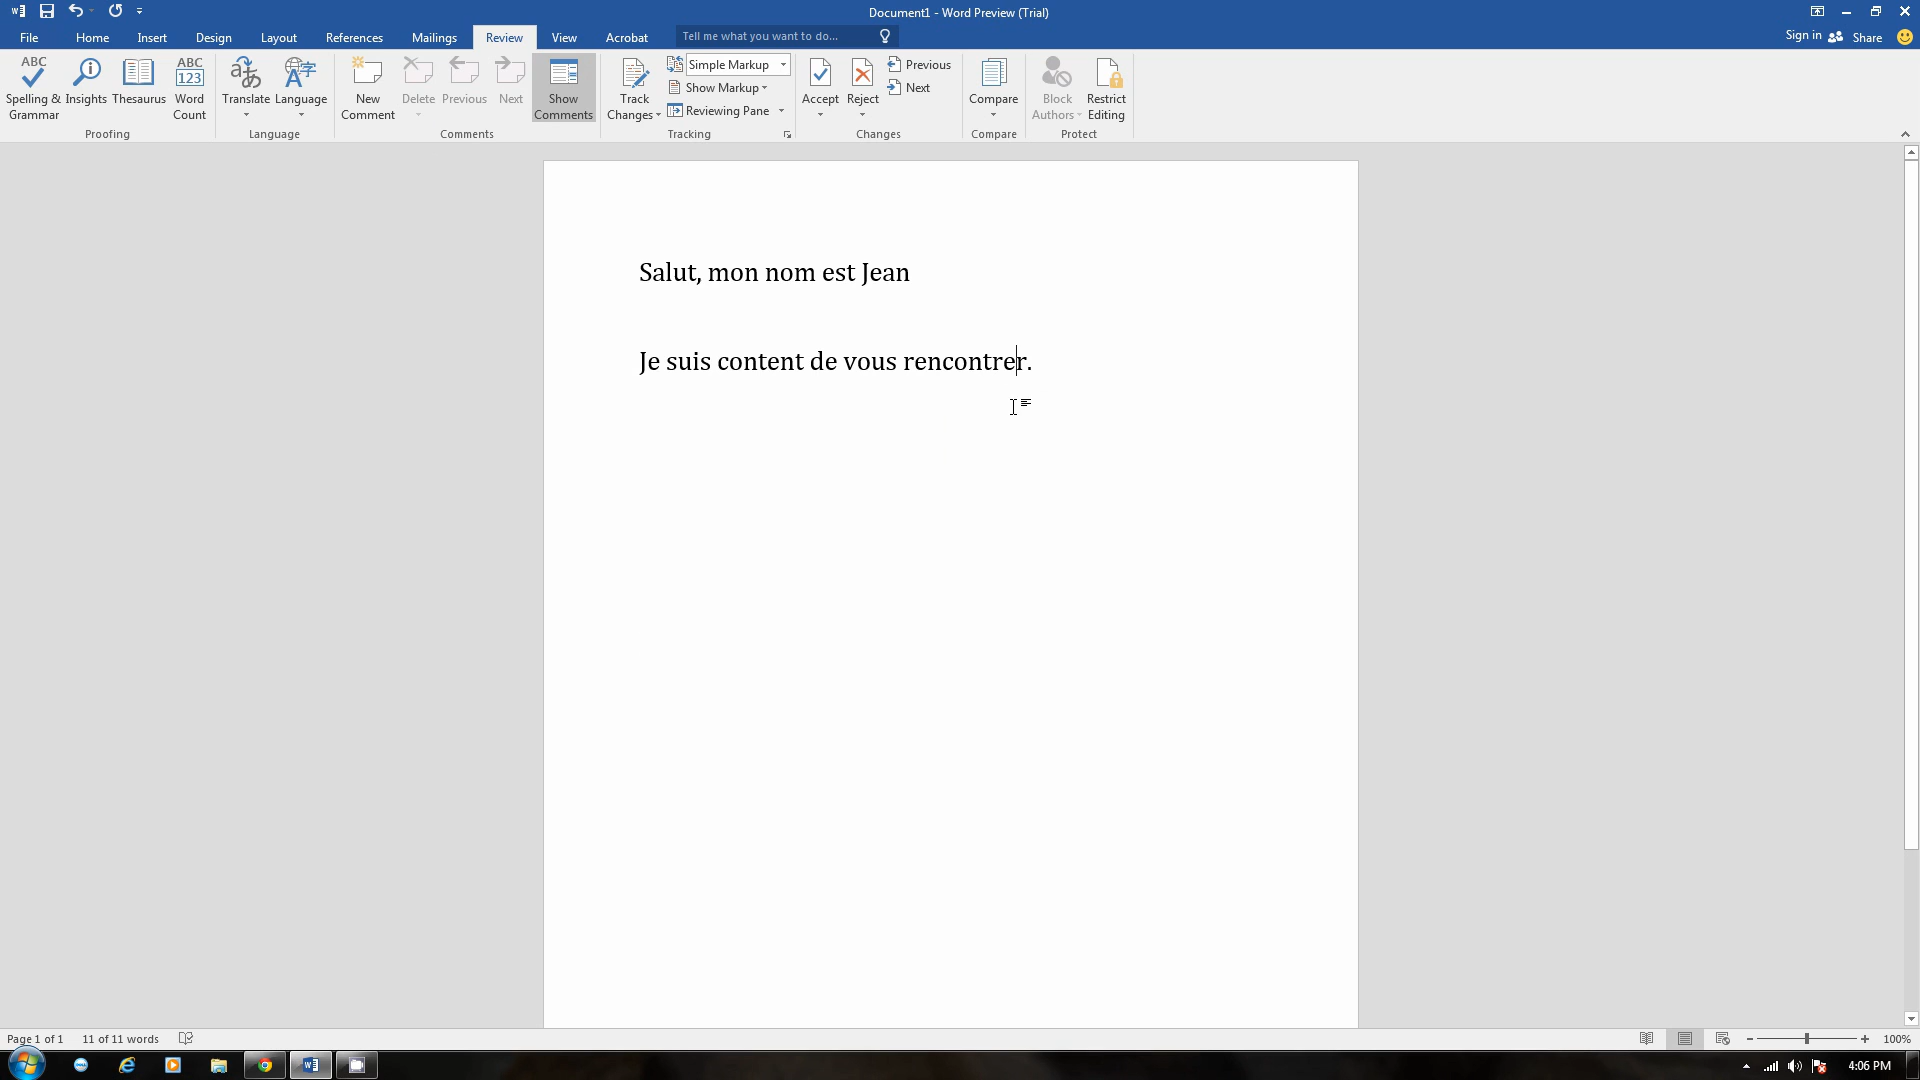 Document1 - Word Preview (Trial)
File Home Insert Design Layout References Mailings Review View Acrobat Tell me what you want to do... Sign in Share
ABC Spelling & Grammar
Insights
Thesaurus
ABC 123 Word Count
Proofing
Translate
Language
Language
New Comment
Delete
Previous
Next
Show Comments
Comments
Track Changes
Simple Markup
Show Markup
Reviewing Pane
Tracking
Accept
Reject
Previous
Next
Changes
Compare
Compare
Block Authors
Restrict Editing
Protect
Salut, mon nom est Jean
Je suis content de vous rencontrer.
Page 1 of 1 11 of 11 words 100%
4:06 PM